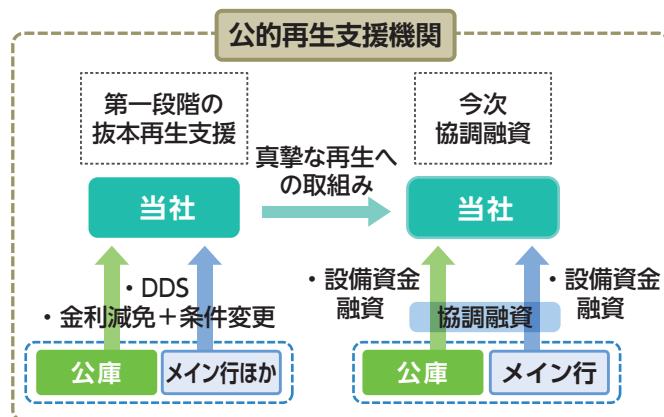 公的再生支援機関
第一段階の
抜本再生支援
今次
協調融資
真摯な再生へ
の取組み
当社
当社
・DDS
・金利減免+条件変更
・設備資金
融資
・設備資金
融資
協調融資
公庫
メイン行ほか
公庫
メイン行